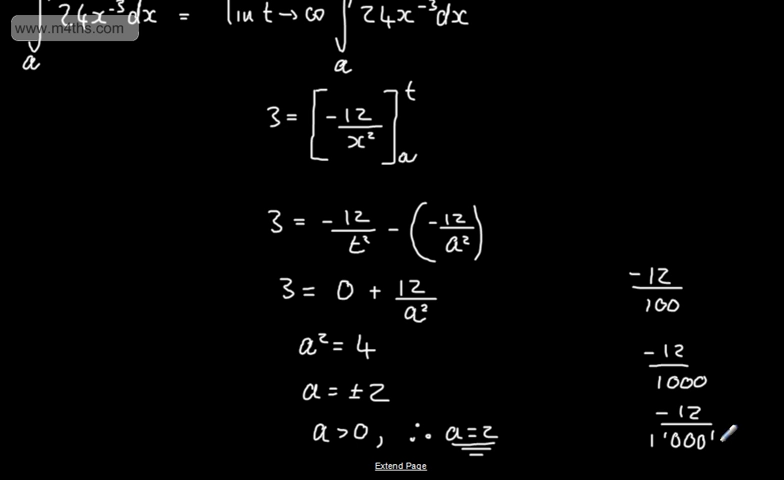 www.m4ths.com
∫ₐ 24x⁻³dx = lim t→∞ ∫ₐ 24x⁻³dx
3 = [-12/x²]ₐᵗ
3 = -12/t² - (-12/a²)
3 = 0 + 12/a²
a² = 4
a = ±2
a > 0, ∴ a = 2
-12/100
-12/1000
-12/1'000'
Extend Page